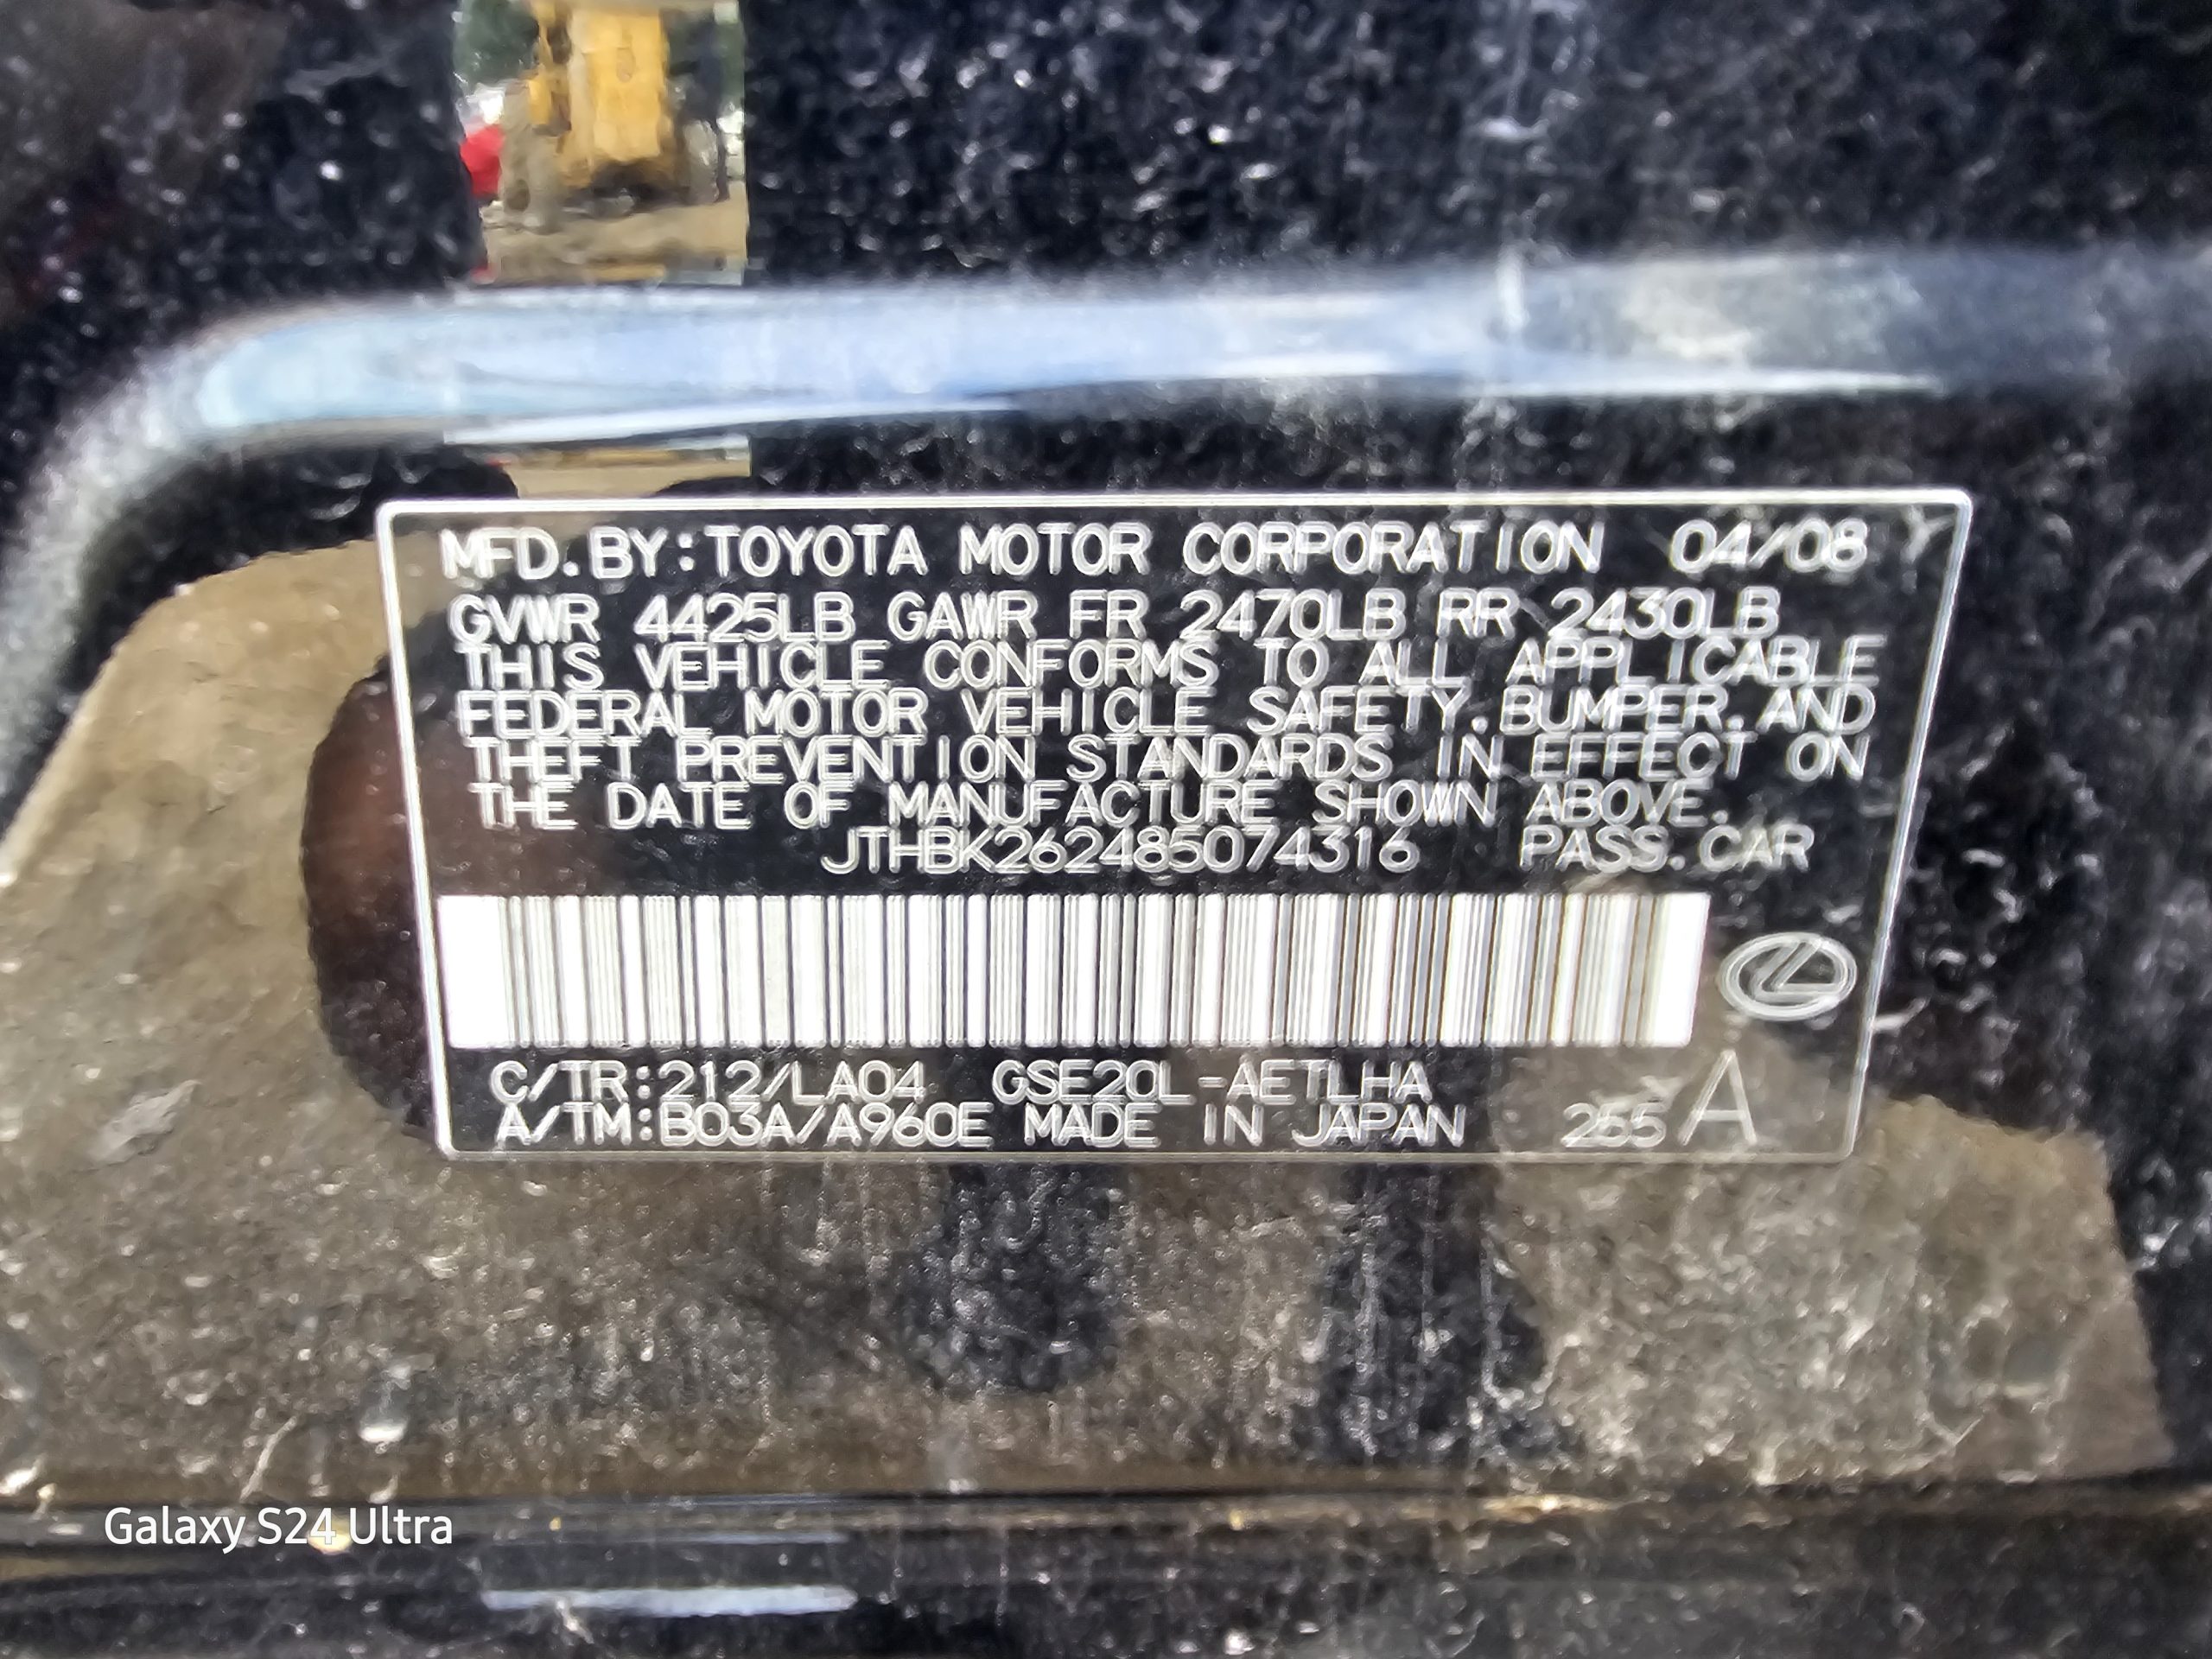 MFD.BY:TOYOTA MOTOR CORPORATION 04/08
GVWR 4425LB GAWR FR 2470LB RR 2430LB
THIS VEHICLE CONFORMS TO ALL APPLICABLE
FEDERAL MOTOR VEHICLE SAFETY,BUMPER,AND
THEFT PREVENTION STANDARDS IN EFFECT ON
THE DATE OF MANUFACTURE SHOWN ABOVE.
JTHBK262485074316 PASS.CAR
C/TR:212/LA04 GSE20L-AETLHA
A/TM:B03A/A960E MADE IN JAPAN 255 A
Galaxy S24 Ultra